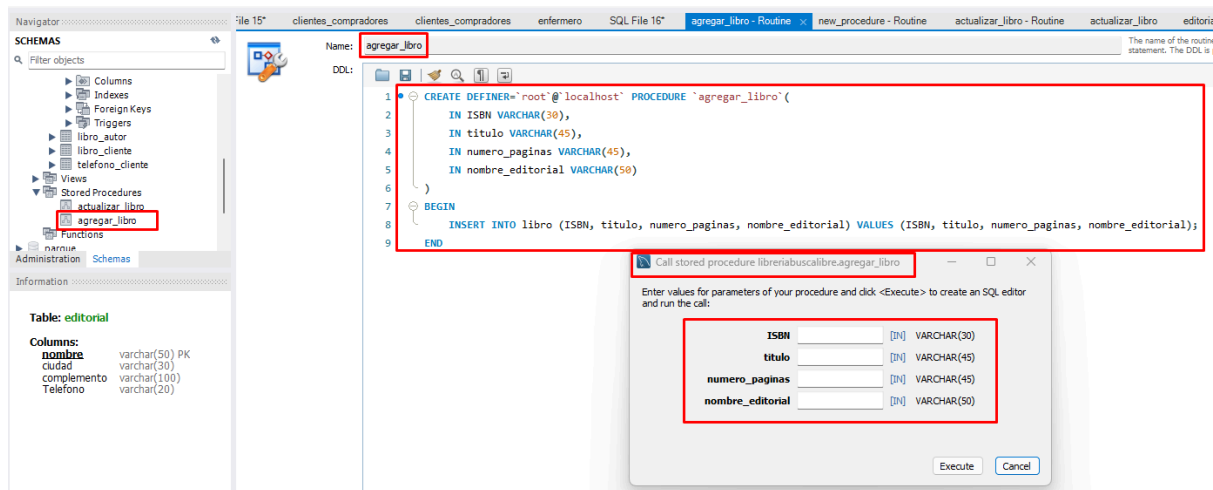 Navigator
SCHEMAS
Filter objects
Columns
Indexes
Foreign Keys
Triggers
libro_autor
libro_cliente
telefono_cliente
Views
Stored Procedures
actualizar_libro
agregar_libro
Functions
parque
Administration Schemas
Information
Table: editorial
Columns:
nombre varchar(50) PK
ciudad varchar(30)
complemento varchar(100)
Telefono varchar(20)
File 15* clientes_compradores clientes_compradores enfermero SQL File 16* agregar_libro - Routine × new_procedure - Routine actualizar_libro - Routine actualizar_libro editoria
Name: agregar_libro
The name of the routine
statement. The DDL is
DDL:
1 CREATE DEFINER=`root`@`localhost` PROCEDURE `agregar_libro`(
2 IN ISBN VARCHAR(30),
3 IN titulo VARCHAR(45),
4 IN numero_paginas VARCHAR(45),
5 IN nombre_editorial VARCHAR(50)
6 )
7 BEGIN
8 INSERT INTO libro (ISBN, titulo, numero_paginas, nombre_editorial) VALUES (ISBN, titulo, numero_paginas, nombre_editorial);
9 END
Call stored procedure libreriabuscalibre.agregar_libro
Enter values for parameters of your procedure and click <Execute> to create an SQL editor
and run the call:
ISBN [IN] VARCHAR(30)
titulo [IN] VARCHAR(45)
numero_paginas [IN] VARCHAR(45)
nombre_editorial [IN] VARCHAR(50)
Execute Cancel